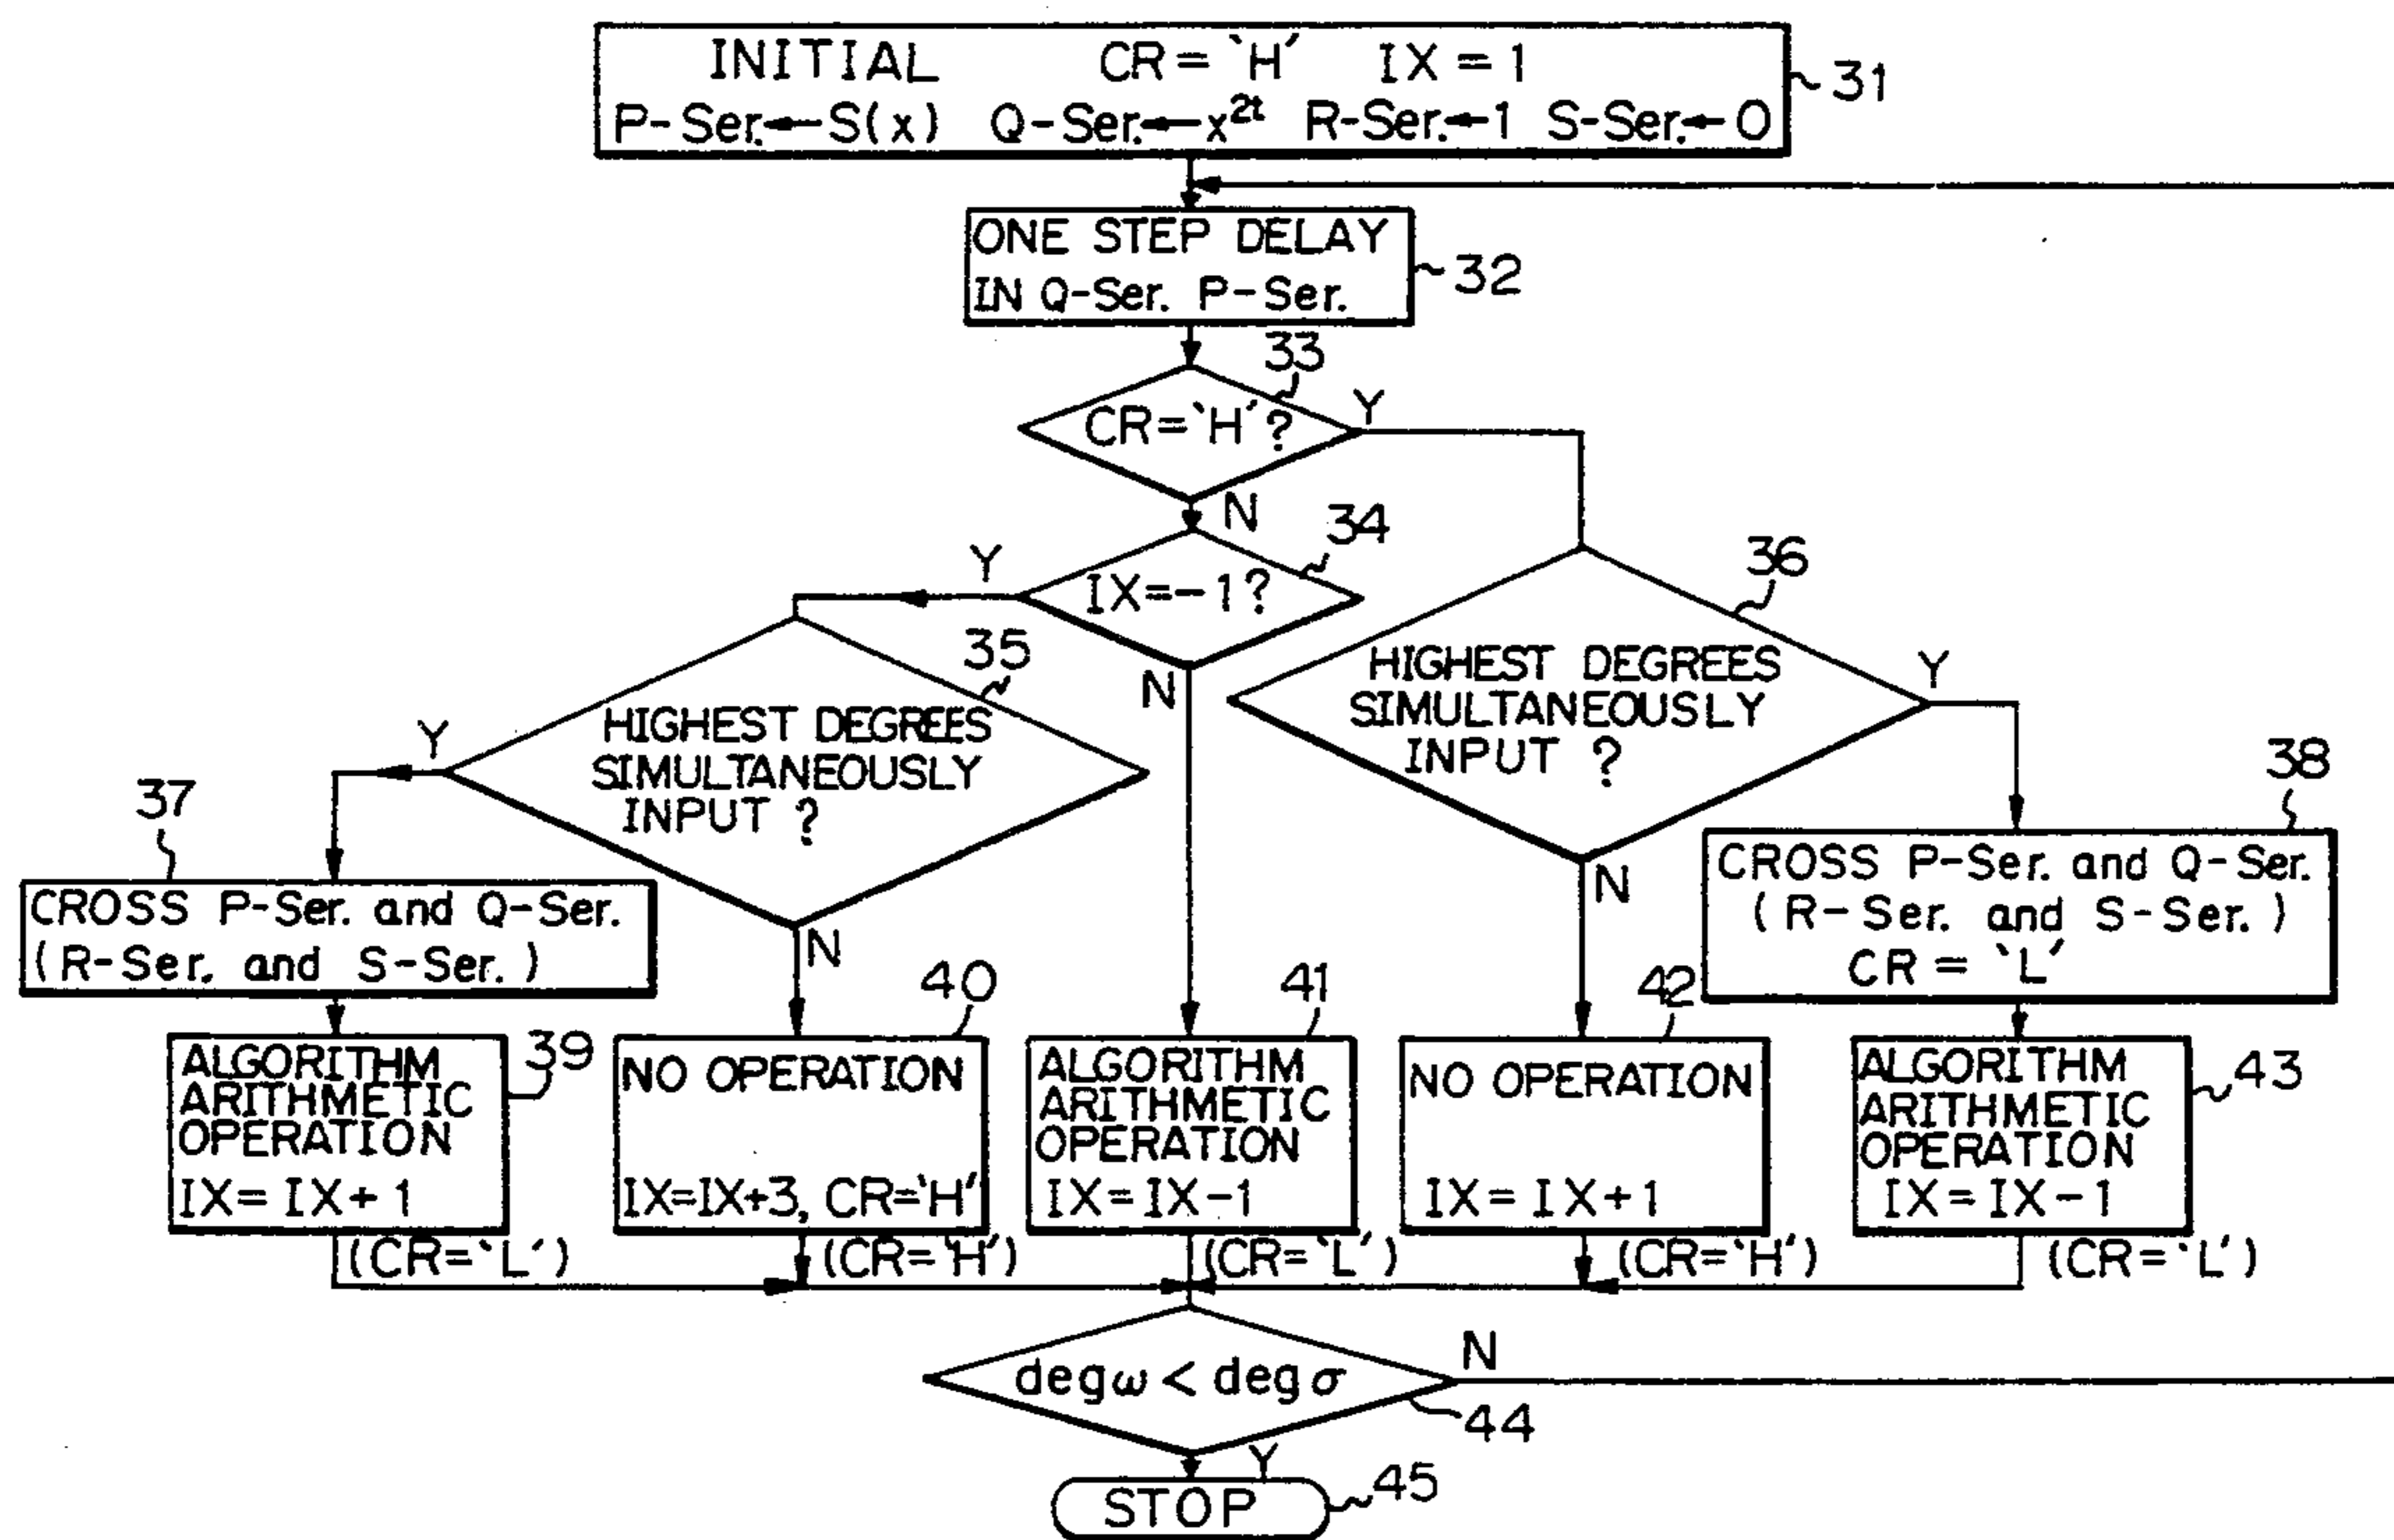 INITIAL CR=`H' IX=1
P-Ser.←S(x) Q-Ser.←x^2t R-Ser.←1 S-Ser.←0
31
ONE STEP DELAY
IN Q-Ser. P-Ser.
32
33
CR=`H'?
Y
N
34
IX=-1?
Y
N
35
HIGHEST DEGREES
SIMULTANEOUSLY
INPUT ?
Y
N
36
HIGHEST DEGREES
SIMULTANEOUSLY
INPUT ?
Y
N
37
CROSS P-Ser. and Q-Ser.
(R-Ser. and S-Ser.)
38
CROSS P-Ser. and Q-Ser.
(R-Ser. and S-Ser.)
CR = `L'
39
ALGORITHM
ARITHMETIC
OPERATION
IX= IX+1
(CR=`L')
40
NO OPERATION
IX=IX+3, CR=`H'
(CR=`H')
41
ALGORITHM
ARITHMETIC
OPERATION
IX= IX-1
(CR=`L')
42
NO OPERATION
IX= IX+1
(CR=`H')
43
ALGORITHM
ARITHMETIC
OPERATION
IX= IX-1
(CR=`L')
degω < degσ
N
44
Y
STOP
45